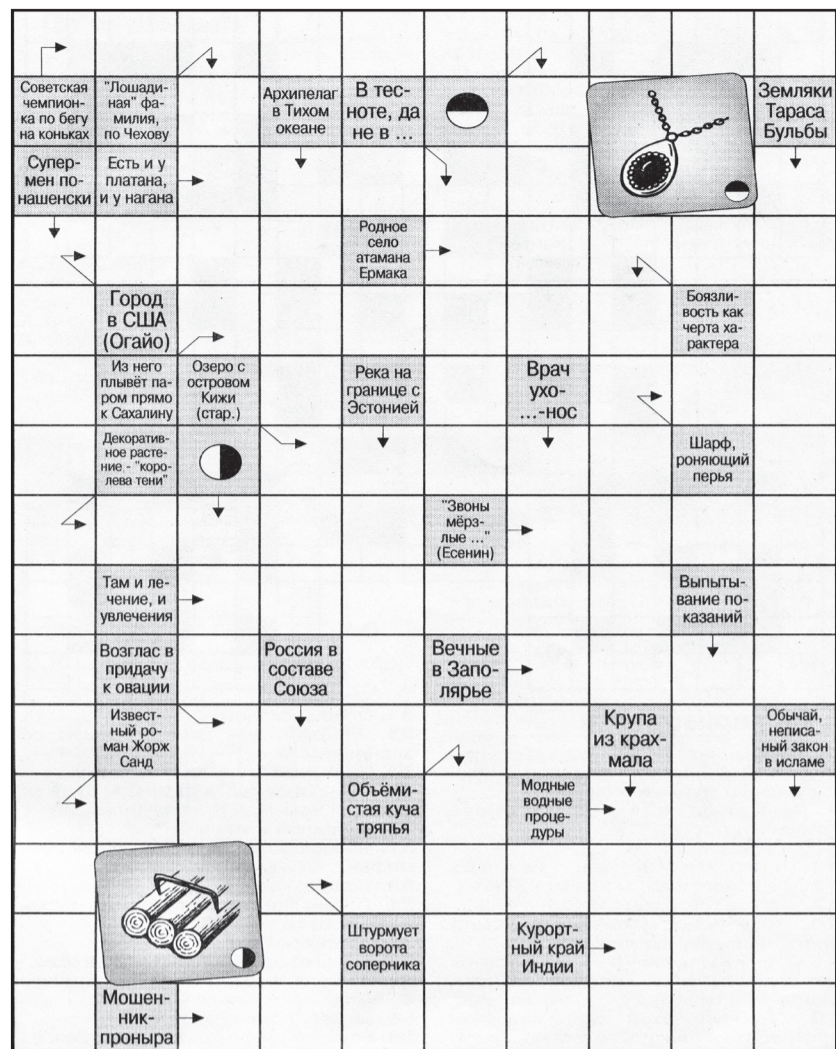 Советская
чемпион-
ка по бегу
на коньках
"Лошади-
ная" фа-
милия,
по Чехову
Архипелаг
в Тихом
океане
В тес-
ноте, да
не в ...
Земляки
Тараса
Бульбы
Супер-
мен по-
нашенски
Есть и у
платана,
и у нагана
Родное
село
атамана
Ермака
Город
в США
(Огайо)
Боязли-
вость как
черта ха-
рактера
Из него
плывёт па-
ром прямо
к Сахалину
Озеро с
островом
Кижи
(стар.)
Река на
границе с
Эстонией
Врач
ухо-
...-нос
Декоратив-
ное расте-
ние - "коро-
лева тени"
Шарф,
роняющий
перья
"Звоны
мёрз-
лые ..."
(Есенин)
Там и ле-
чение, и
увлечения
Выпыты-
вание по-
казаний
Возглас в
придачу
к овации
Россия в
составе
Союза
Вечные
в Запо-
лярье
Извест-
ный ро-
ман Жорж
Санд
Крупа
из крах-
мала
Обычай,
неписа-
ный закон
в исламе
Объёми-
стая куча
тряпья
Модные
водные
проце-
дуры
Штурмует
ворота
соперника
Курорт-
ный край
Индии
Мошен-
ник-
проныра